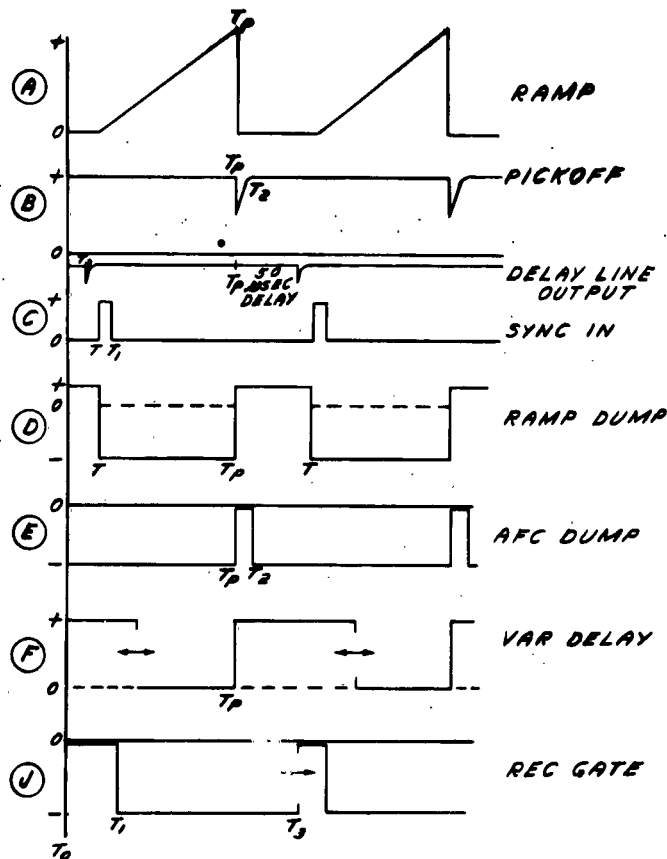 Tp
+
A
RAMP
0
+
Tp
T2
PICKOFF
B
0
Tp
50
μSEC
DELAY
DELAY LINE
OUTPUT
+
C
0
T
T1
SYNC IN
+
0
D
RAMP DUMP
-
T
Tp
T
0
E
AFC DUMP
-
Tp
T2
+
F
VAR DELAY
0
Tp
0
J
REC GATE
-
T1
T3
T0